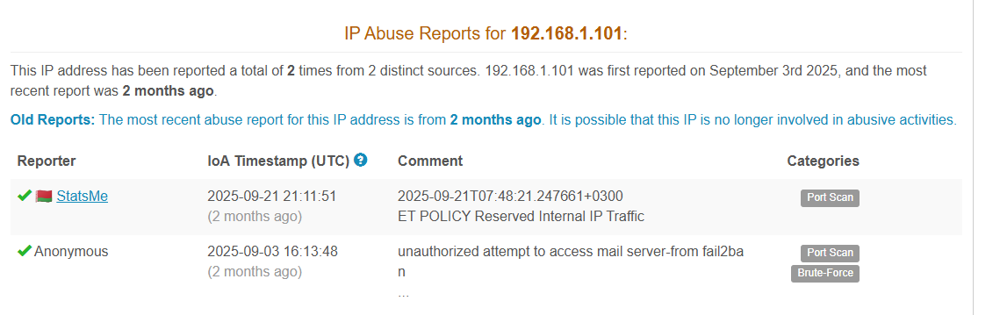 IP Abuse Reports for 192.168.1.101:
This IP address has been reported a total of 2 times from 2 distinct sources. 192.168.1.101 was first reported on September 3rd 2025, and the most
recent report was 2 months ago.
Old Reports: The most recent abuse report for this IP address is from 2 months ago. It is possible that this IP is no longer involved in abusive activities.
Reporter IoA Timestamp (UTC) ? Comment Categories
StatsMe 2025-09-21 21:11:51 2025-09-21T07:48:21.247661+0300 Port Scan
(2 months ago) ET POLICY Reserved Internal IP Traffic
Anonymous 2025-09-03 16:13:48 unauthorized attempt to access mail server-from fail2ba Port Scan
(2 months ago) n Brute-Force
...